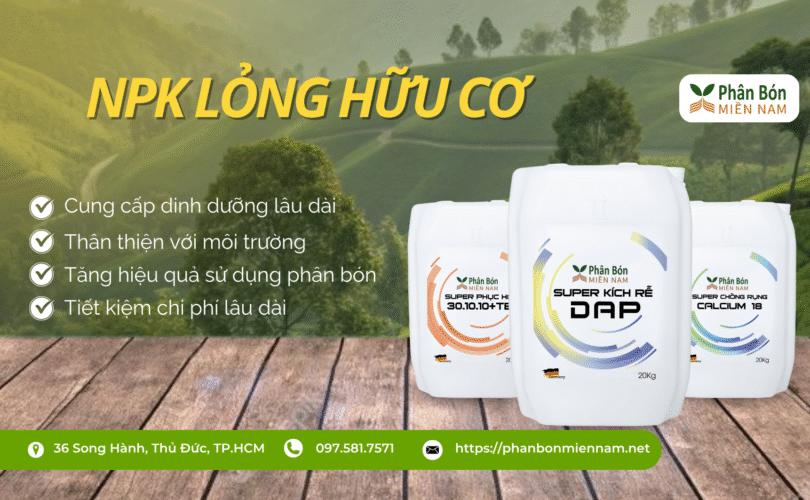 NPK LỎNG HỮU CƠ
Phân Bón
MIỀN NAM
Cung cấp dinh dưỡng lâu dài
Thân thiện với môi trường
Tăng hiệu quả sử dụng phân bón
Tiết kiệm chi phí lâu dài
Phân Bón
MIỀN NAM
SUPER PHỤC H
30.10.10+TE
Germany
Phân Bón
MIỀN NAM
SUPER KÍCH RỄ
DAP
Germany
20Kg
Phân Bón
MIỀN NAM
SUPER CHỐNG RỤNG
CALCIUM 18
20Kg
36 Song Hành, Thủ Đức, TP.HCM
097.581.7571
https://phanbonmiennam.net